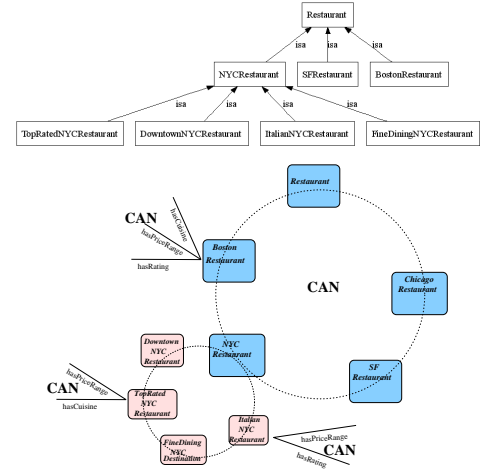 Restaurant
isa
isa
isa
NYCRestaurant
SFRestaurant
BostonRestaurant
isa
isa
isa
isa
TopRatedNYCRestaurant
DowntownNYCRestaurant
ItalianNYCRestaurant
FineDiningNYCRestaurant
Restaurant
CAN
hasCuisine
hasPriceRange
hasRating
Boston
Restaurant
CAN
Chicago
Restaurant
Downtown
NYC
Restaurant
NYC
Restaurant
SF
Restaurant
CAN
hasPriceRange
hasCuisine
TopRated
NYC
Restaurant
Italian
NYC
Restaurant
FineDining
NYC
Destination
hasPriceRange
CAN
hasRating